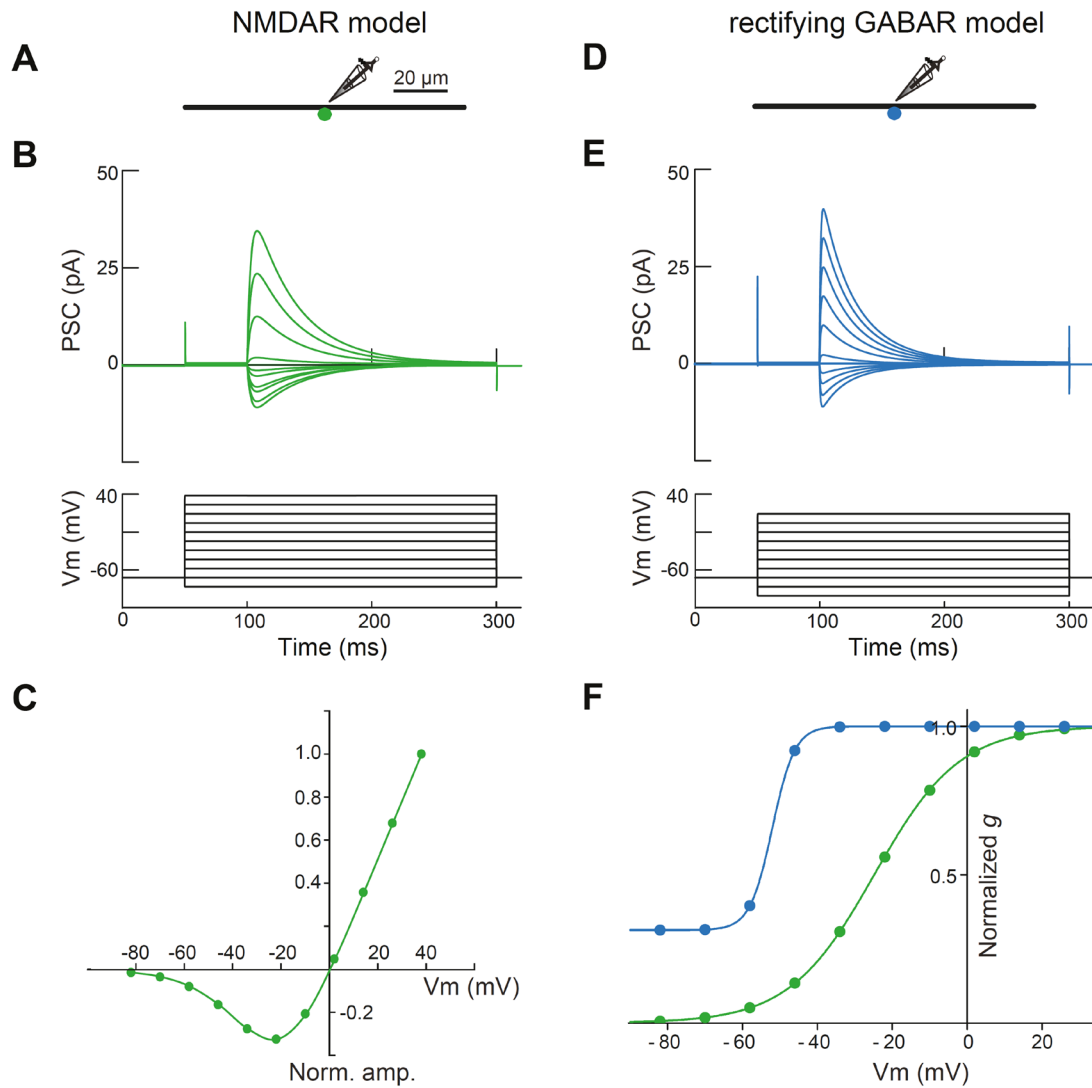 NMDAR model
rectifying GABAR model
A
20 µm
D
B
50
25
0
PSC (pA)
40
-60
Vm (mV)
0
100
200
300
Time (ms)
E
50
25
0
PSC (pA)
40
-60
Vm (mV)
0
100
200
300
Time (ms)
C
1.0
0.8
0.6
0.4
-80
-60
-40
-20
20
40
Vm (mV)
-0.2
Norm. amp.
F
1.0
0.5
Normalized g
-80
-60
-40
-20
0
20
Vm (mV)